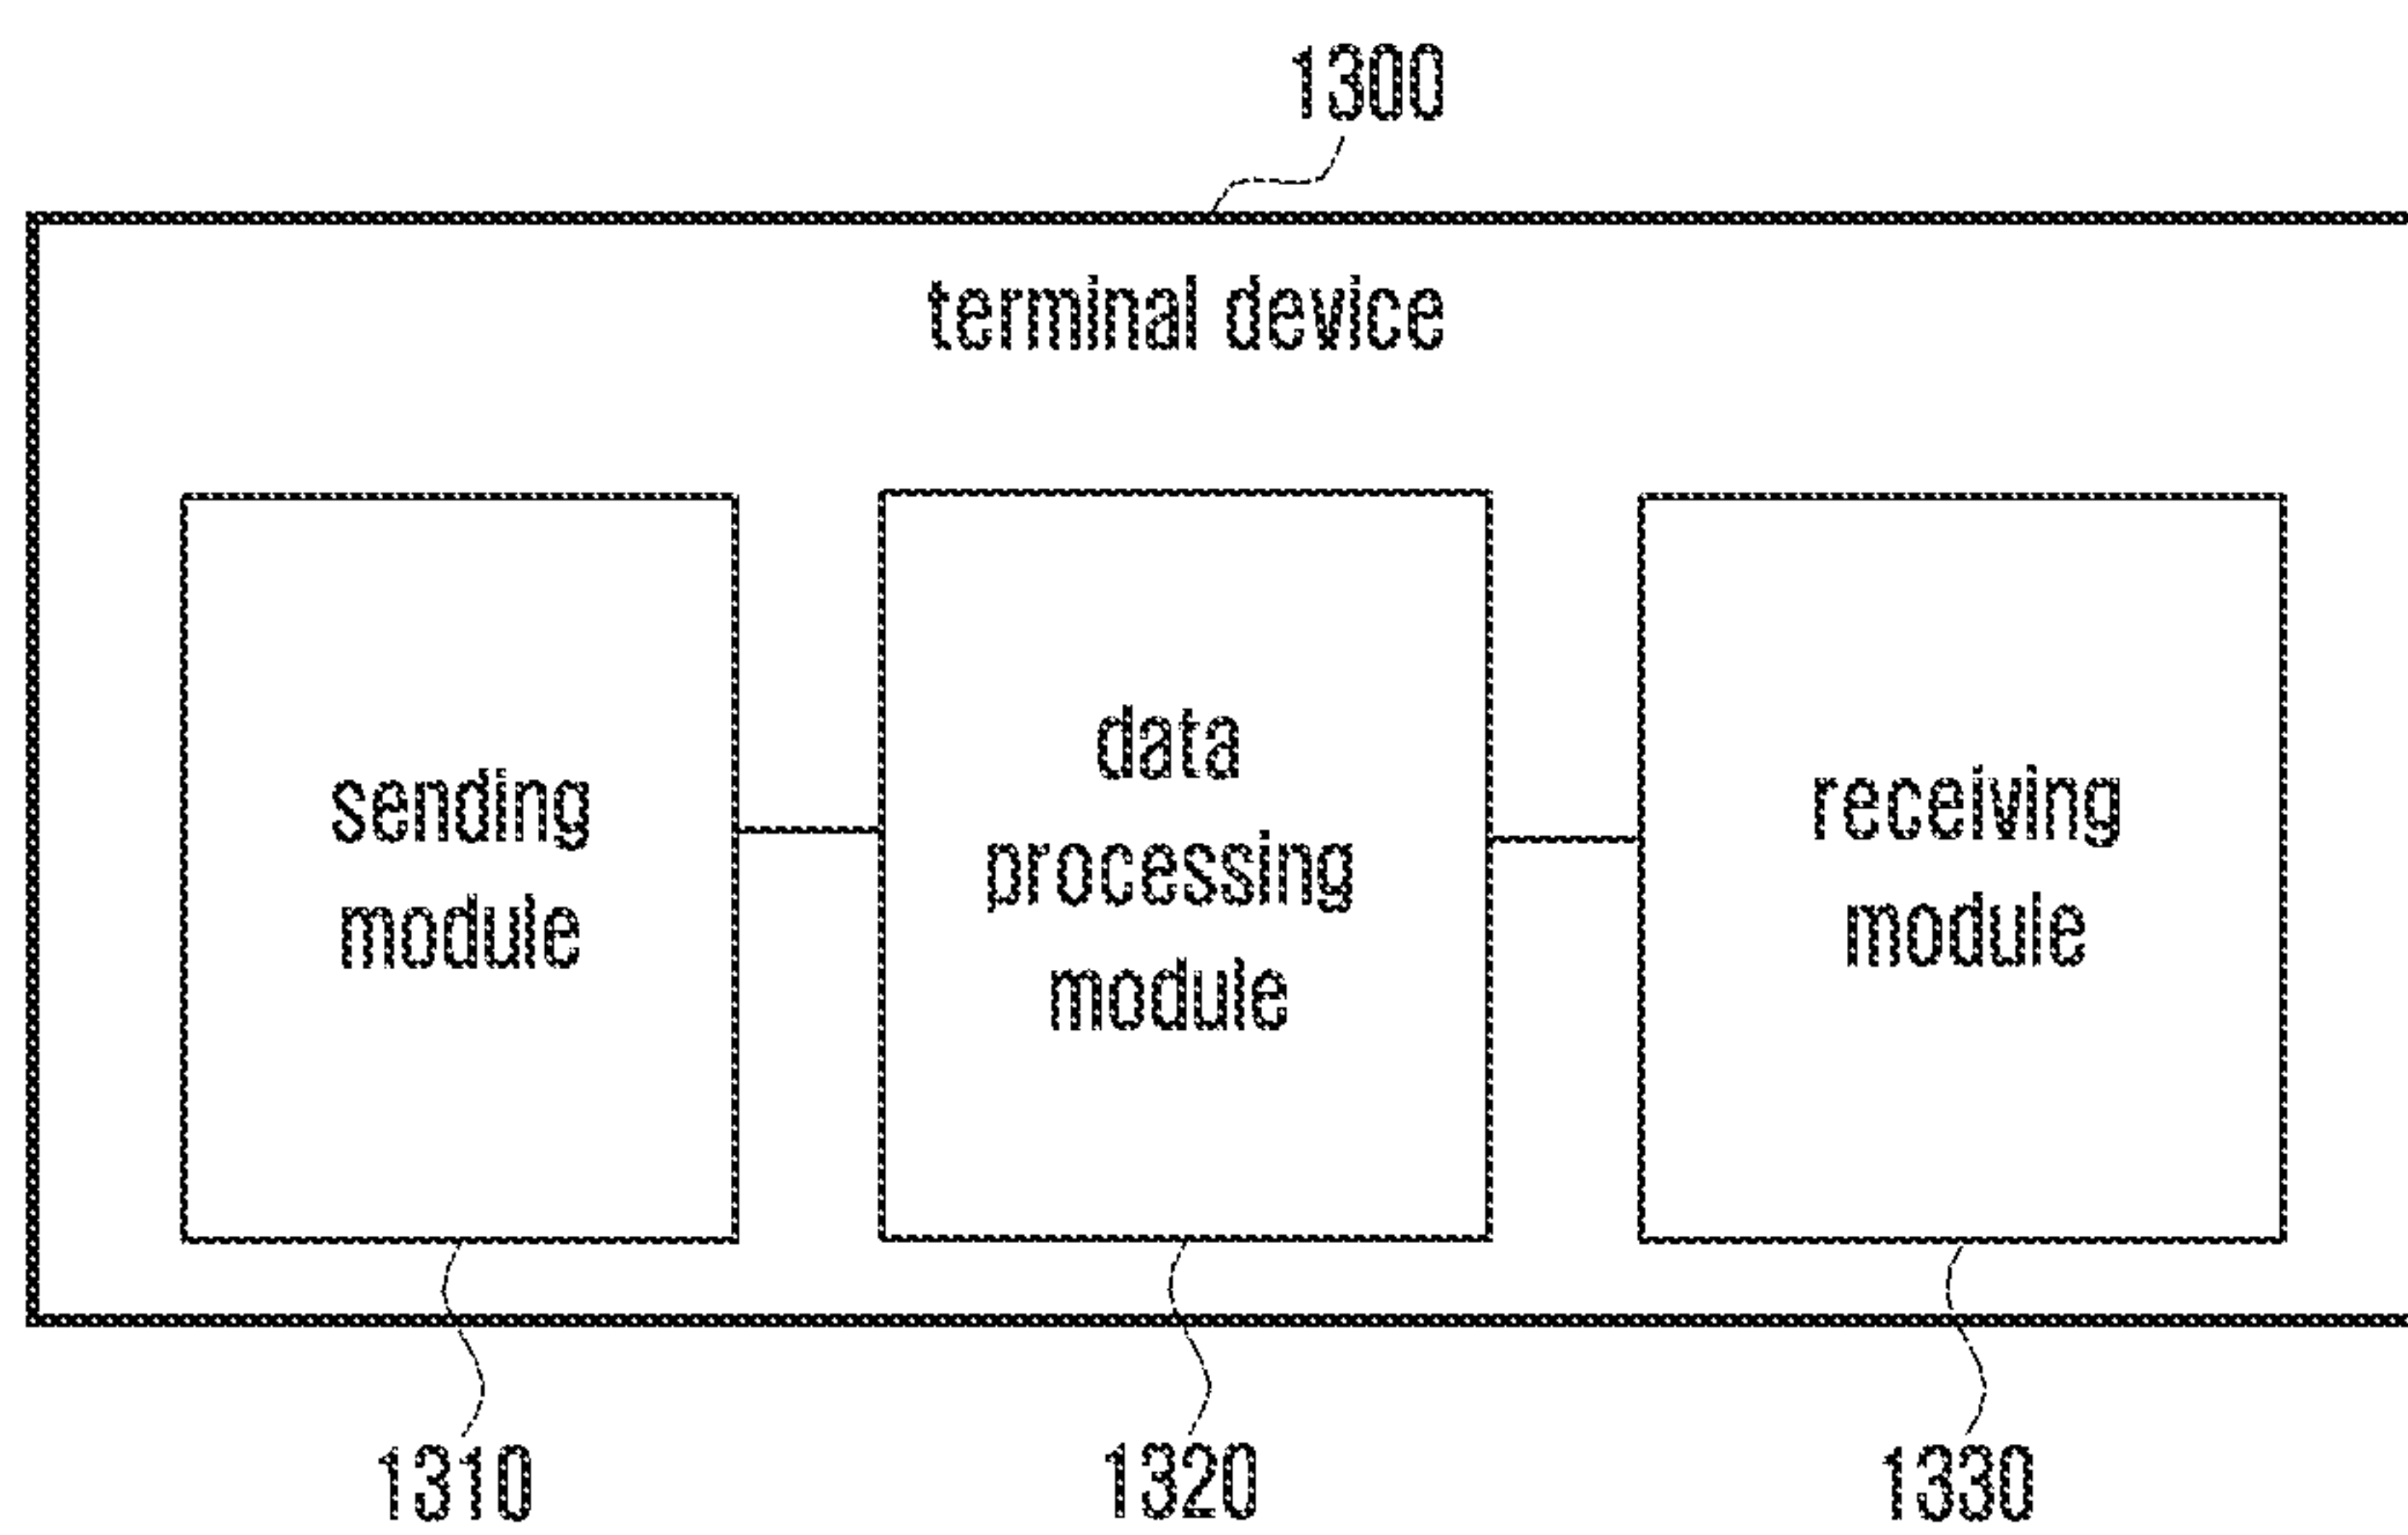 1300
terminal device
sending
module
data
processing
module
receiving
module
1310
1320
1330